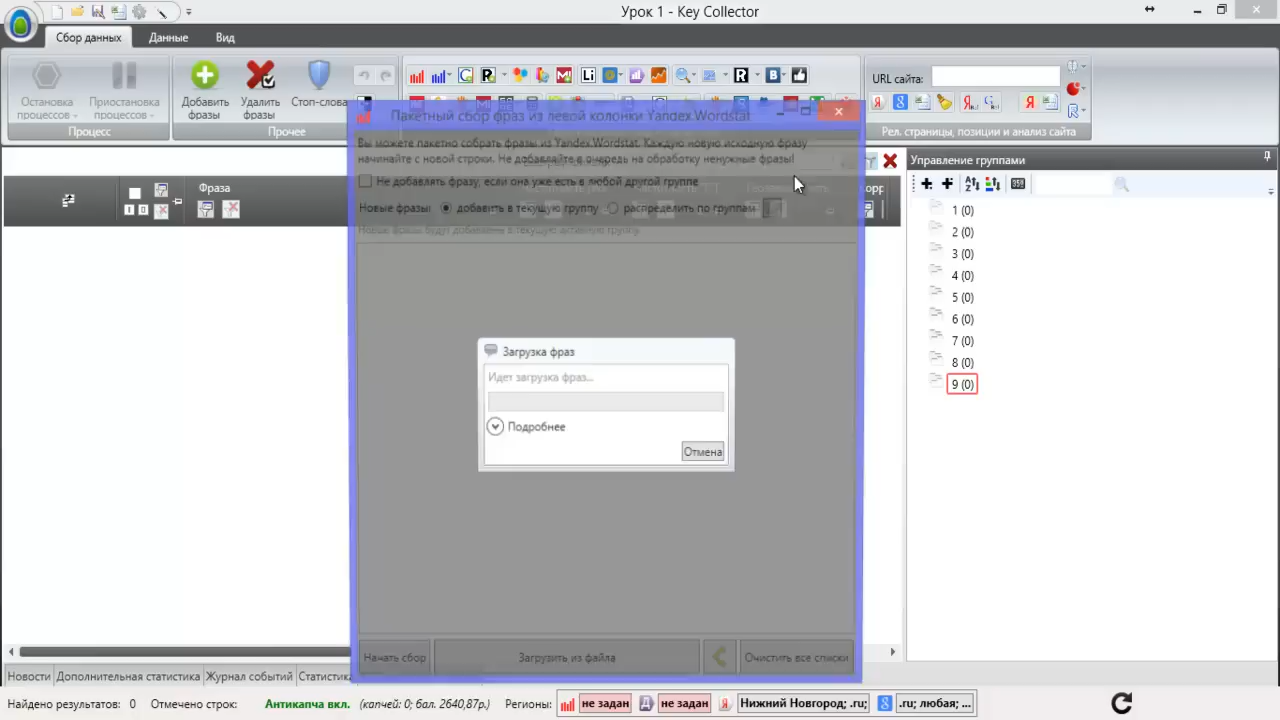 Урок 1 - Key Collector
Сбор данных
Данные
Вид
Остановка процессов
Приостановка процессов
Процесс
Добавить фразы
Удалить фразы
Стоп-слова
Прочее
URL сайта:
Рел. страницы, позиции и анализ сайта
Пакетный сбор фраз из левой колонки Yandex.Wordstat
Вы можете пакетно собрать фразы из Yandex.Wordstat. Каждую новую исходную фразу
начинайте с новой строки. Не добавляйте в очередь на обработку ненужные фразы!
Не добавлять фразу, если она уже есть в любой другой группе
Новые фразы:
добавить в текущую группу
распределить по группам
Новые фразы будут добавлены в текущую активную группу
Фраза
Управление группами
1 (0)
2 (0)
3 (0)
4 (0)
5 (0)
6 (0)
7 (0)
8 (0)
9 (0)
Загрузка фраз
Идет загрузка фраз...
Подробнее
Отмена
Начать сбор
Загрузить из файла
Очистить все списки
Новости
Дополнительная статистика
Журнал событий
Статистика
Найдено результатов: 0
Отмечено строк:
Антикапча вкл. (капчей: 0; бал. 2640,87р.)
Регионы:
не задан
не задан
Нижний Новгород; .ru;
.ru; любая; ...